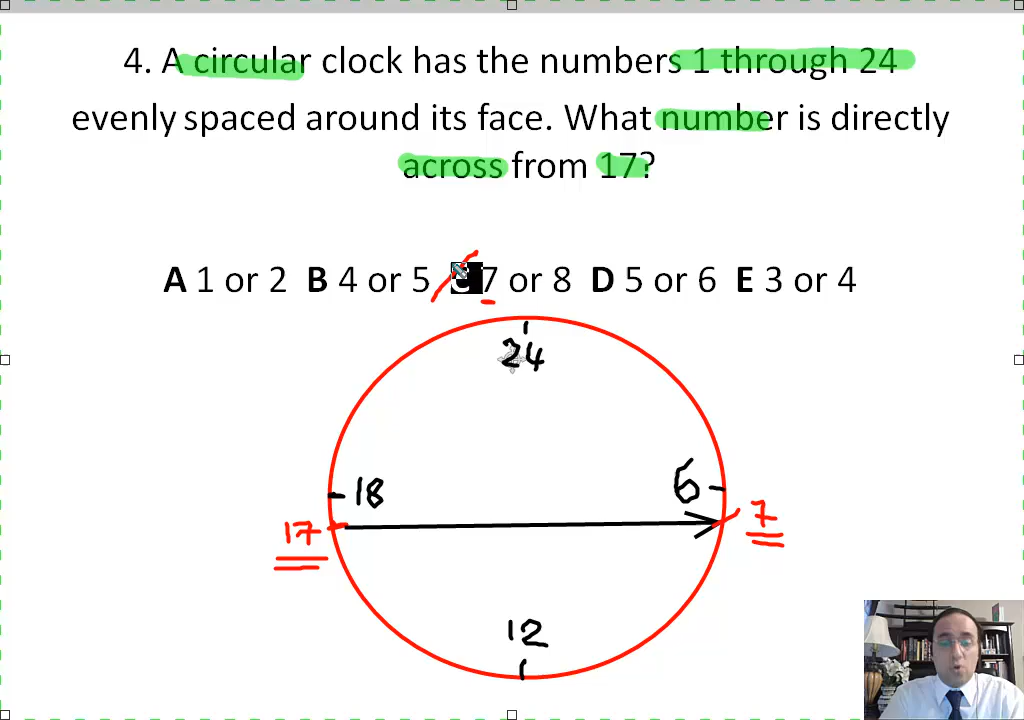 4. A circular clock has the numbers 1 through 24
evenly spaced around its face. What number is directly
across from 17?
A 1 or 2 B 4 or 5 C 7 or 8 D 5 or 6 E 3 or 4
24
18 6
17 7
12